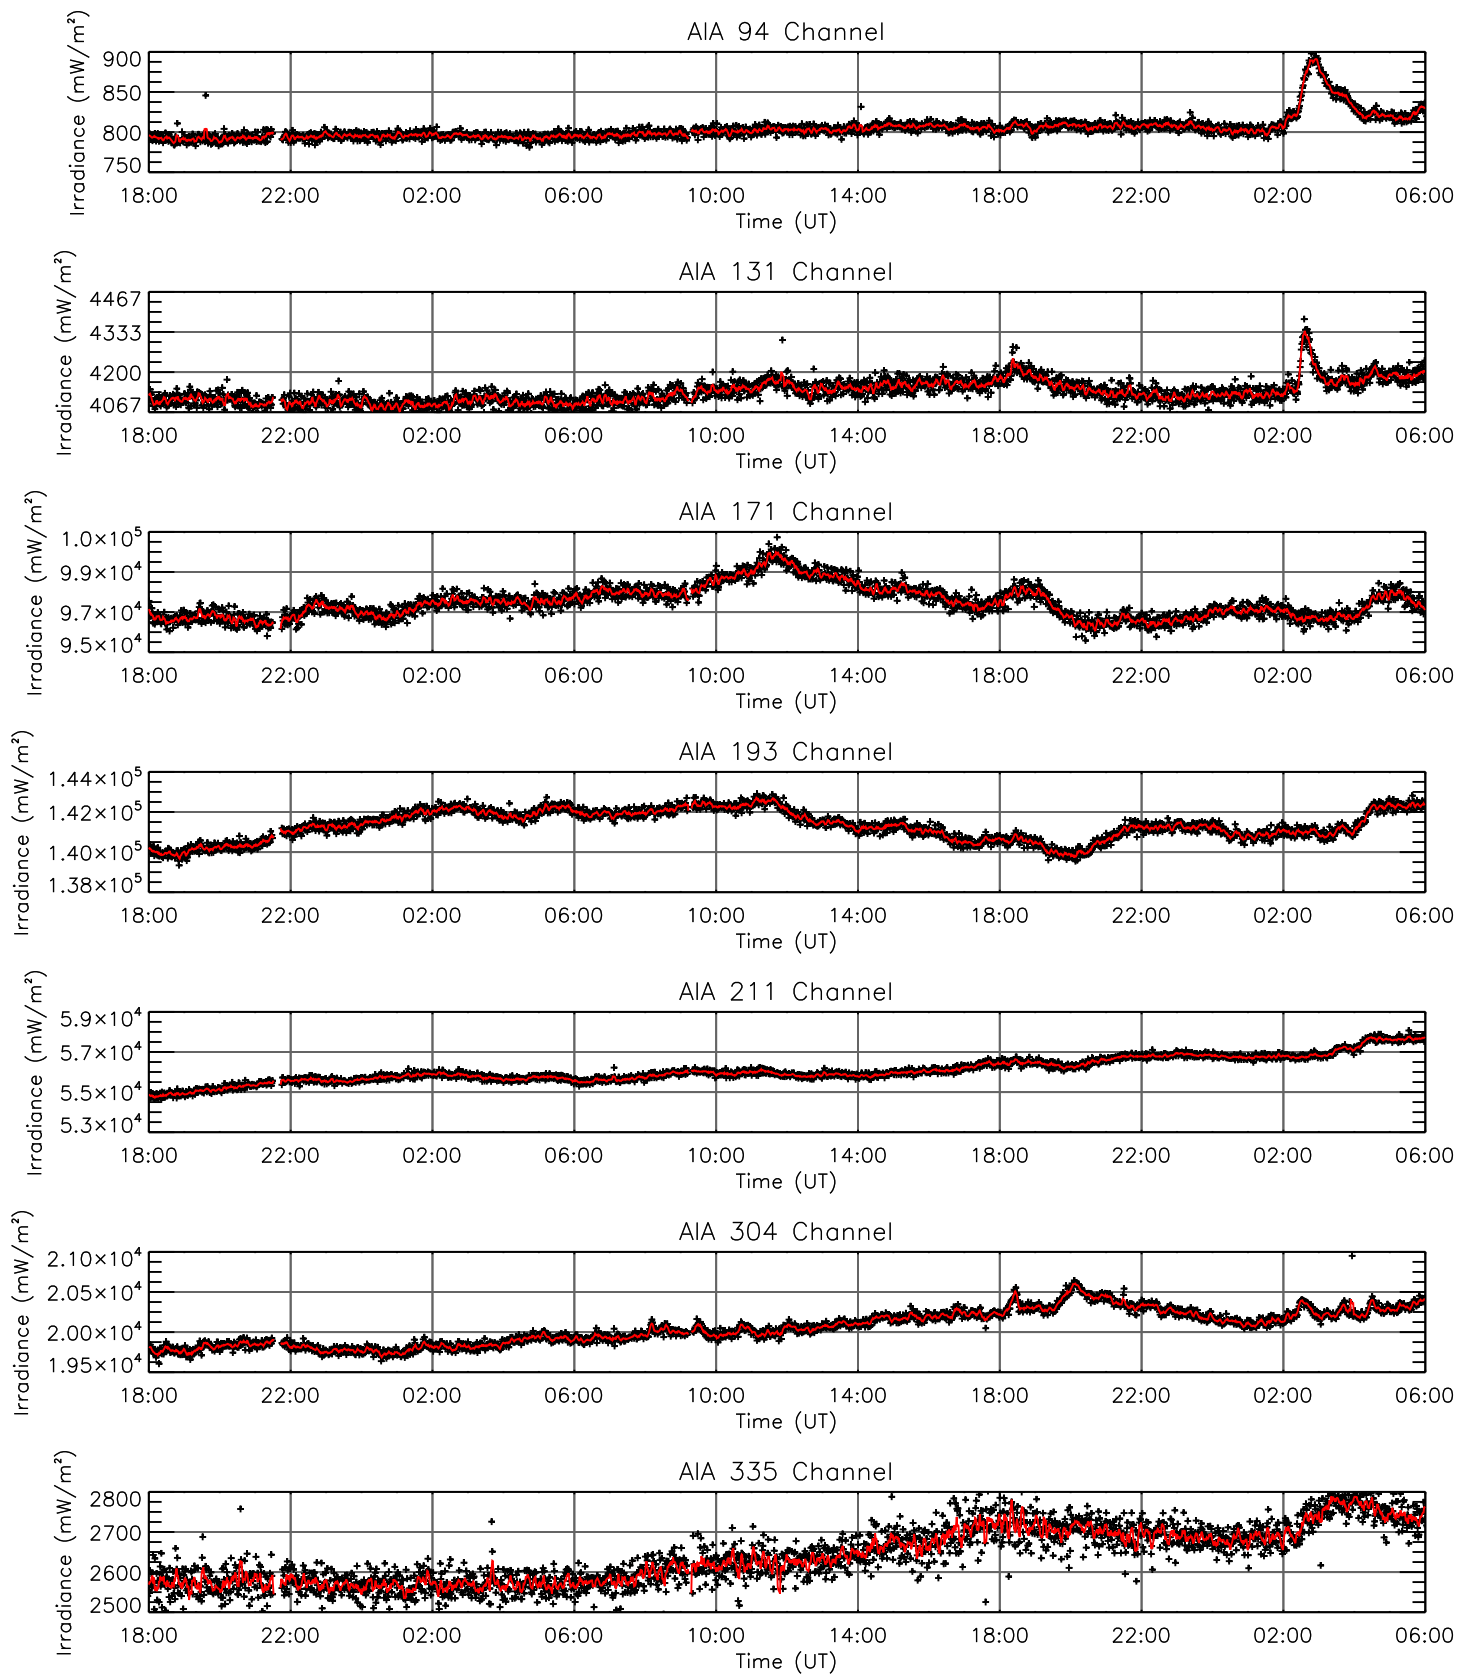 AIA 94 Channel
Irradiance (mW/m²)
900
850
800
750
18:00 22:00 02:00 06:00 10:00 14:00 18:00 22:00 02:00 06:00
Time (UT)
AIA 131 Channel
Irradiance (mW/m²)
4467
4333
4200
4067
18:00 22:00 02:00 06:00 10:00 14:00 18:00 22:00 02:00 06:00
Time (UT)
AIA 171 Channel
Irradiance (mW/m²)
1.0×10⁵
9.9×10⁴
9.7×10⁴
9.5×10⁴
18:00 22:00 02:00 06:00 10:00 14:00 18:00 22:00 02:00 06:00
Time (UT)
AIA 193 Channel
Irradiance (mW/m²)
1.44×10⁵
1.42×10⁵
1.40×10⁵
1.38×10⁵
18:00 22:00 02:00 06:00 10:00 14:00 18:00 22:00 02:00 06:00
Time (UT)
AIA 211 Channel
Irradiance (mW/m²)
5.9×10⁴
5.7×10⁴
5.5×10⁴
5.3×10⁴
18:00 22:00 02:00 06:00 10:00 14:00 18:00 22:00 02:00 06:00
Time (UT)
AIA 304 Channel
Irradiance (mW/m²)
2.10×10⁴
2.05×10⁴
2.00×10⁴
1.95×10⁴
18:00 22:00 02:00 06:00 10:00 14:00 18:00 22:00 02:00 06:00
Time (UT)
AIA 335 Channel
Irradiance (mW/m²)
2800
2700
2600
2500
18:00 22:00 02:00 06:00 10:00 14:00 18:00 22:00 02:00 06:00
Time (UT)